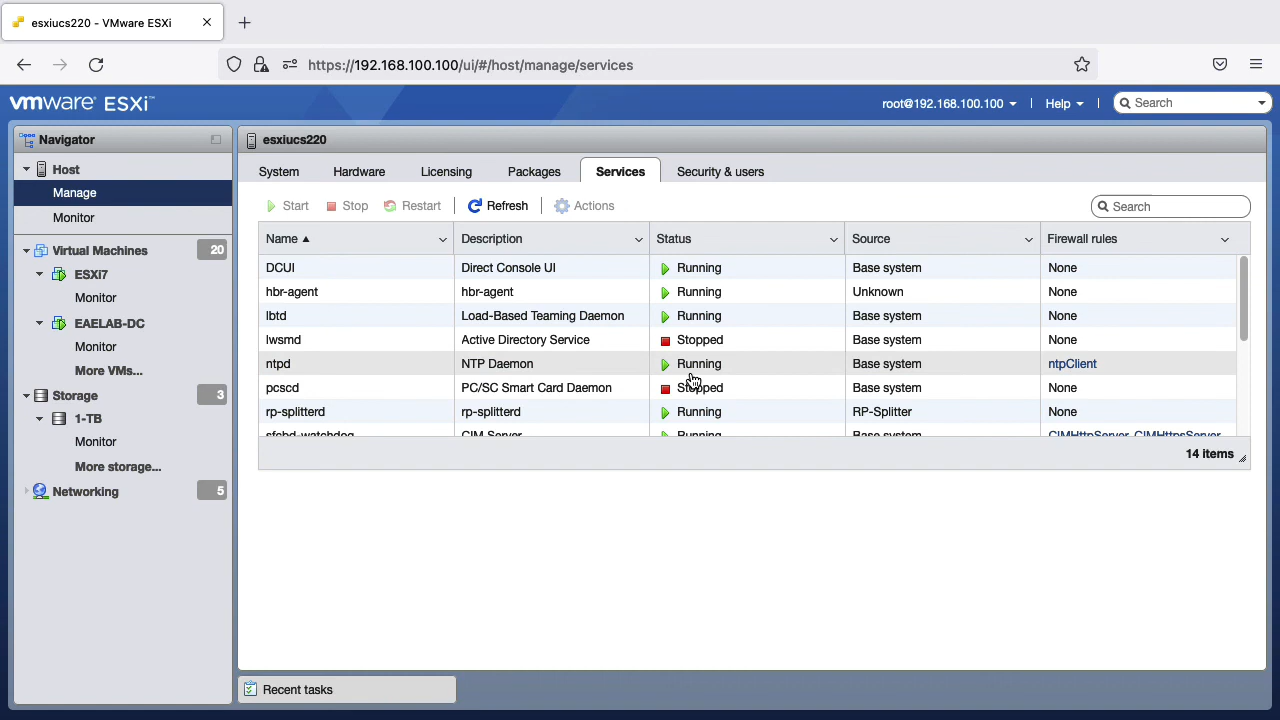 esxiucs220 - VMware ESXi
https://192.168.100.100/ui/#/host/manage/services
vmware ESXi™
root@192.168.100.100
Help
Search
Navigator
Host
Manage
Monitor
Virtual Machines 20
ESXi7
Monitor
EAELAB-DC
Monitor
More VMs...
Storage 3
1-TB
Monitor
More storage...
Networking 5
esxiucs220
System Hardware Licensing Packages Services Security & users
Start Stop Restart Refresh Actions Search
Name Description Status Source Firewall rules
DCUI Direct Console UI Running Base system None
hbr-agent hbr-agent Running Unknown None
lbtd Load-Based Teaming Daemon Running Base system None
lwsmd Active Directory Service Stopped Base system None
ntpd NTP Daemon Running Base system ntpClient
pcscd PC/SC Smart Card Daemon Stopped Base system None
rp-splitterd rp-splitterd Running RP-Splitter None
sfcbd-watchdog CIM Server Running Base system CIMHttpServer, CIMHttpsServer
14 items
Recent tasks